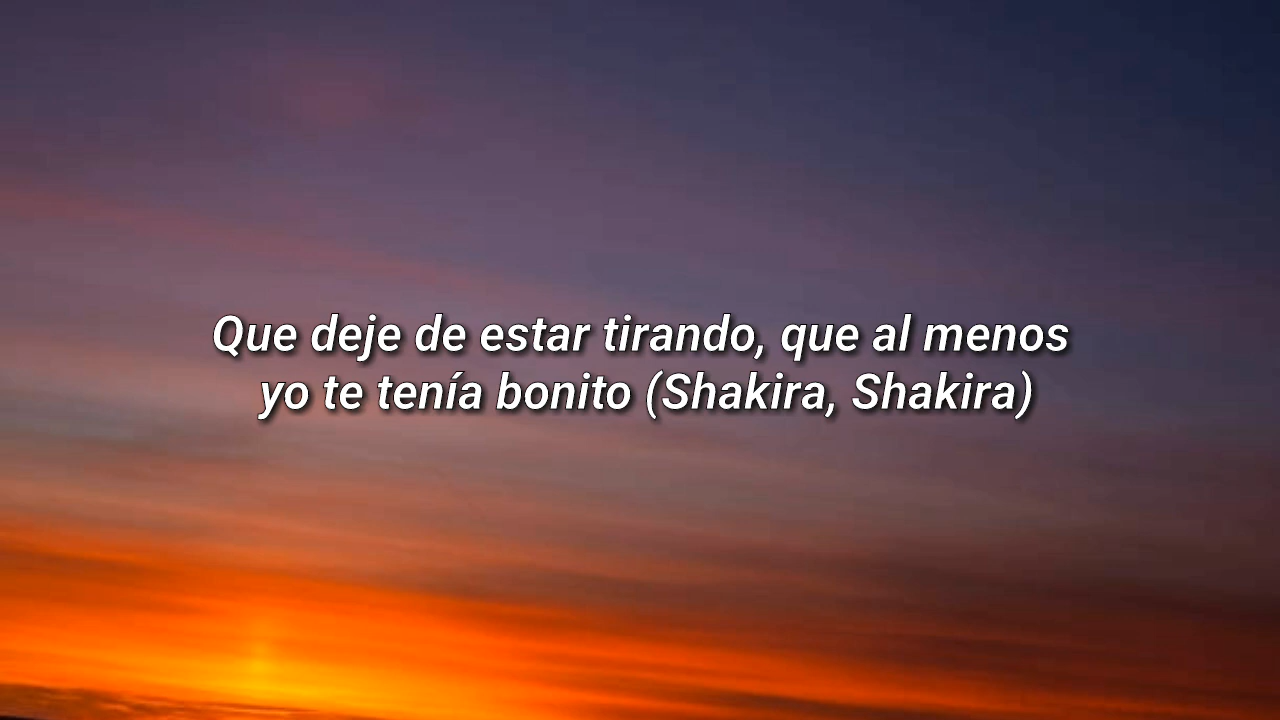 Que deje de estar tirando, que al menos
yo te tenía bonito (Shakira, Shakira)